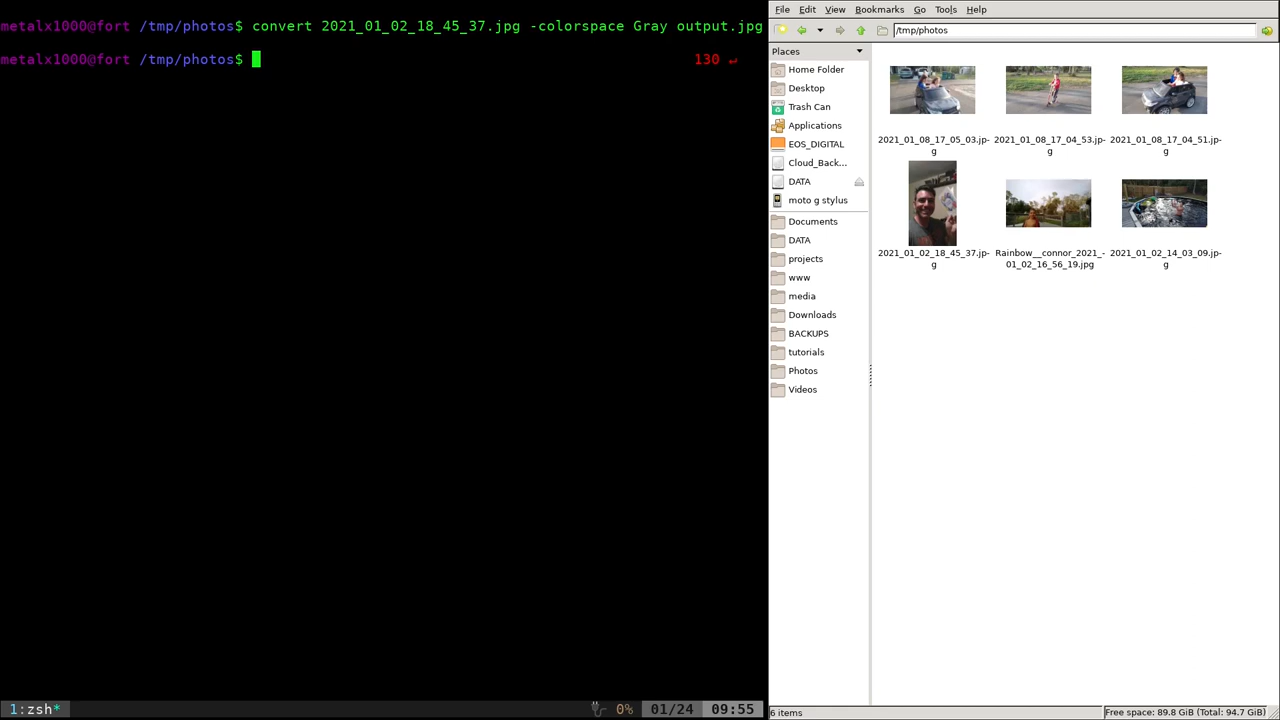 metalx1000@fort /tmp/photos$ convert 2021_01_02_18_45_37.jpg -colorspace Gray output.jpg
metalx1000@fort /tmp/photos$ 130 ↵
1:zsh* 0% 01/24 09:55
File Edit View Bookmarks Go Tools Help
/tmp/photos
Places
Home Folder
Desktop
Trash Can
Applications
EOS_DIGITAL
Cloud_Back...
DATA
moto g stylus
Documents
DATA
projects
www
media
Downloads
BACKUPS
tutorials
Photos
Videos
2021_01_08_17_05_03.jp-
g
2021_01_08_17_04_53.jp-
g
2021_01_08_17_04_51.jp-
g
2021_01_02_18_45_37.jp-
g
Rainbow__connor_2021_-
01_02_16_56_19.jpg
2021_01_02_14_03_09.jp-
g
6 items
Free space: 89.8 GiB (Total: 94.7 GiB)